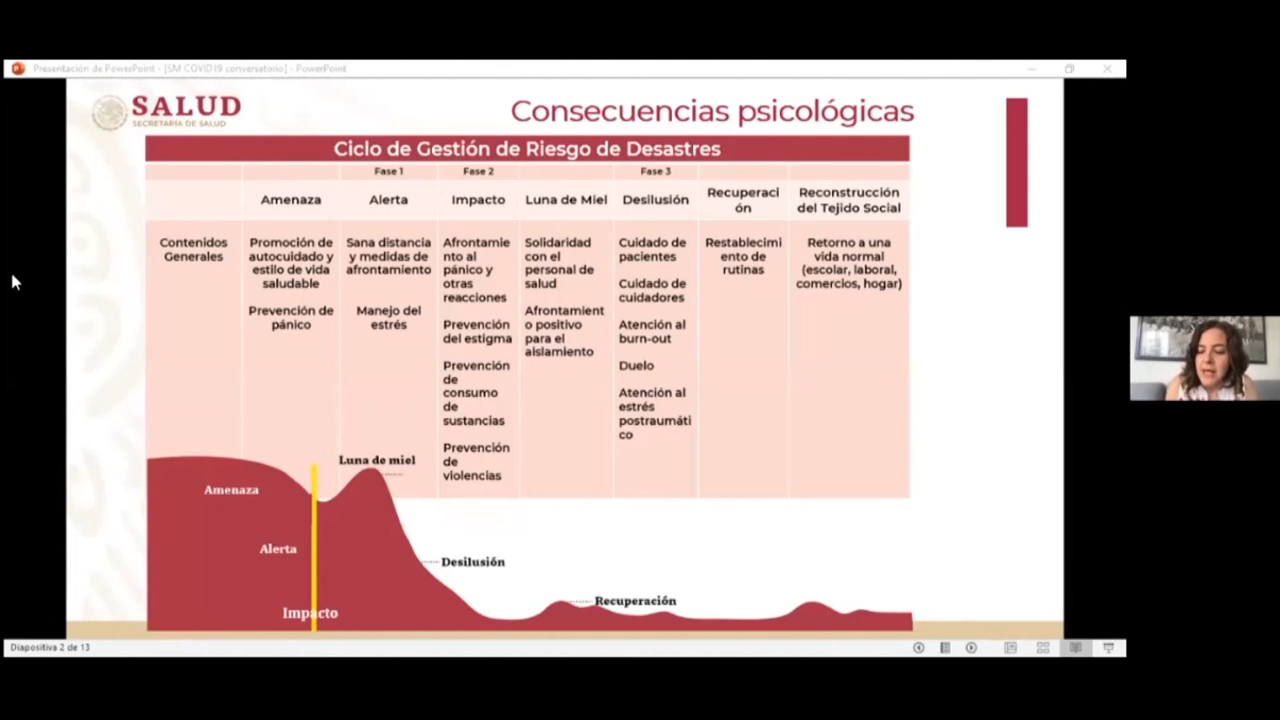 Presentación de PowerPoint - [SM COVID19 conversatorio] - PowerPoint
SALUD
SECRETARÍA DE SALUD
Consecuencias psicológicas
Ciclo de Gestión de Riesgo de Desastres
Fase 1
Fase 2
Fase 3
Amenaza
Alerta
Impacto
Luna de Miel
Desilusión
Recuperaci
ón
Reconstrucción
del Tejido Social
Contenidos
Generales
Promoción de
autocuidado y
estilo de vida
saludable
Prevención de
pánico
Sana distancia
y medidas de
afrontamiento
Manejo del
estrés
Afrontamie
nto al
pánico y
otras
reacciones
Prevención
del estigma
Prevención
de
consumo
de
sustancias
Prevención
de
violencias
Solidaridad
con el
personal de
salud
Afrontamient
o positivo
para el
aislamiento
Cuidado de
pacientes
Cuidado de
cuidadores
Atención al
burn-out
Duelo
Atención al
estrés
postraumáti
co
Restablecimi
ento de
rutinas
Retorno a una
vida normal
(escolar, laboral,
comercios, hogar)
Luna de miel
Amenaza
Alerta
Impacto
Desilusión
Recuperación
Diapositiva 2 de 13